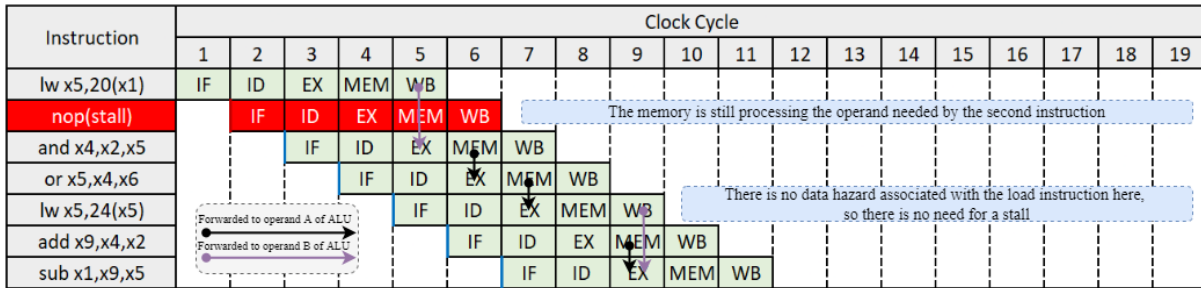 Instruction Clock Cycle
1 2 3 4 5 6 7 8 9 10 11 12 13 14 15 16 17 18 19
lw x5,20(x1) IF ID EX MEM WB
nop(stall) IF ID EX MEM WB The memory is still processing the operand needed by the second instruction
and x4,x2,x5 IF ID EX MEM WB
or x5,x4,x6 IF ID EX MEM WB
lw x5,24(x5) IF ID EX MEM WB There is no data hazard associated with the load instruction here,
so there is no need for a stall
Forwarded to operand A of ALU
add x9,x4,x2 IF ID EX MEM WB
Forwarded to operand B of ALU
sub x1,x9,x5 IF ID EX MEM WB